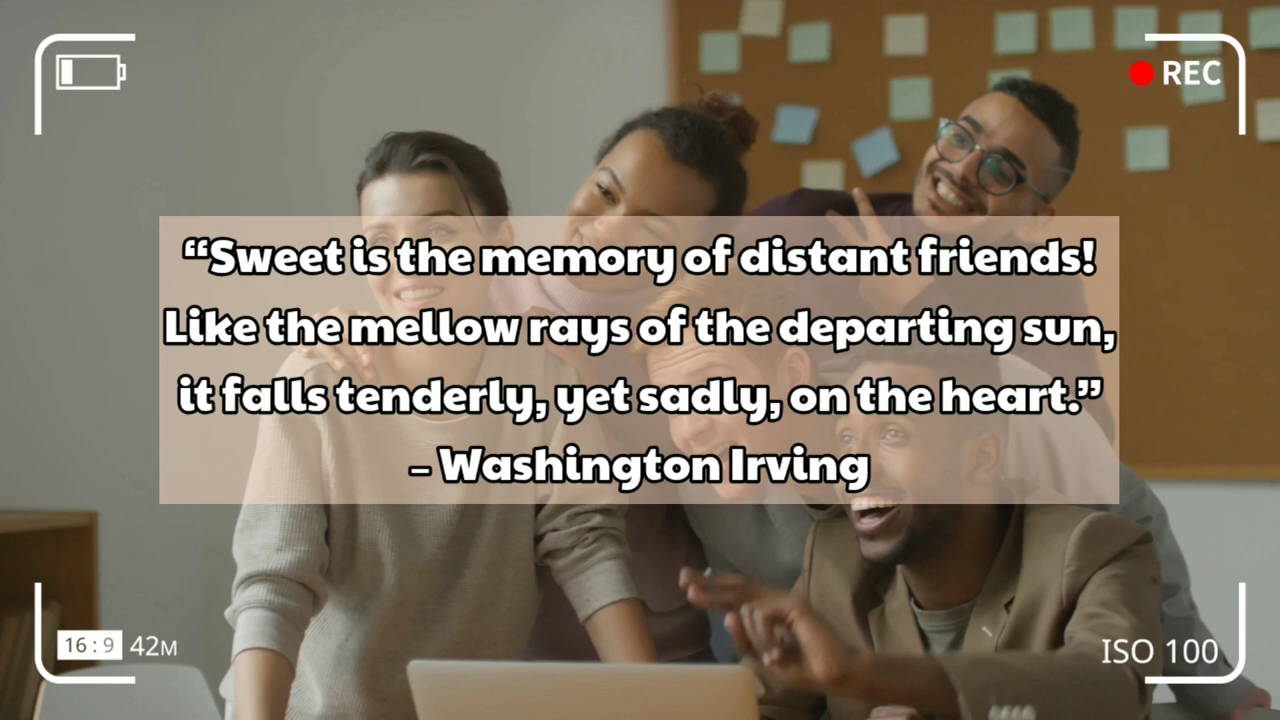 REC
“Sweet is the memory of distant friends!
Like the mellow rays of the departing sun,
it falls tenderly, yet sadly, on the heart.”
– Washington Irving
16:9 42M
ISO 100